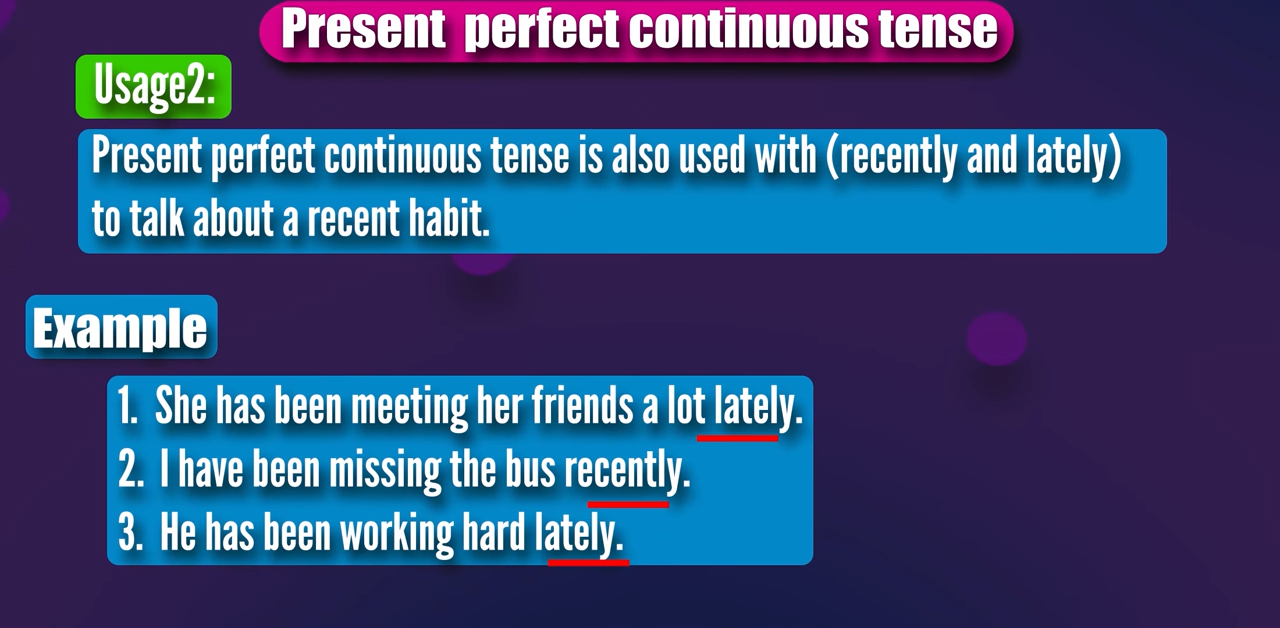 Present perfect continuous tense
Usage2:
Present perfect continuous tense is also used with (recently and lately)
to talk about a recent habit.
Example
1. She has been meeting her friends a lot lately.
2. I have been missing the bus recently.
3. He has been working hard lately.